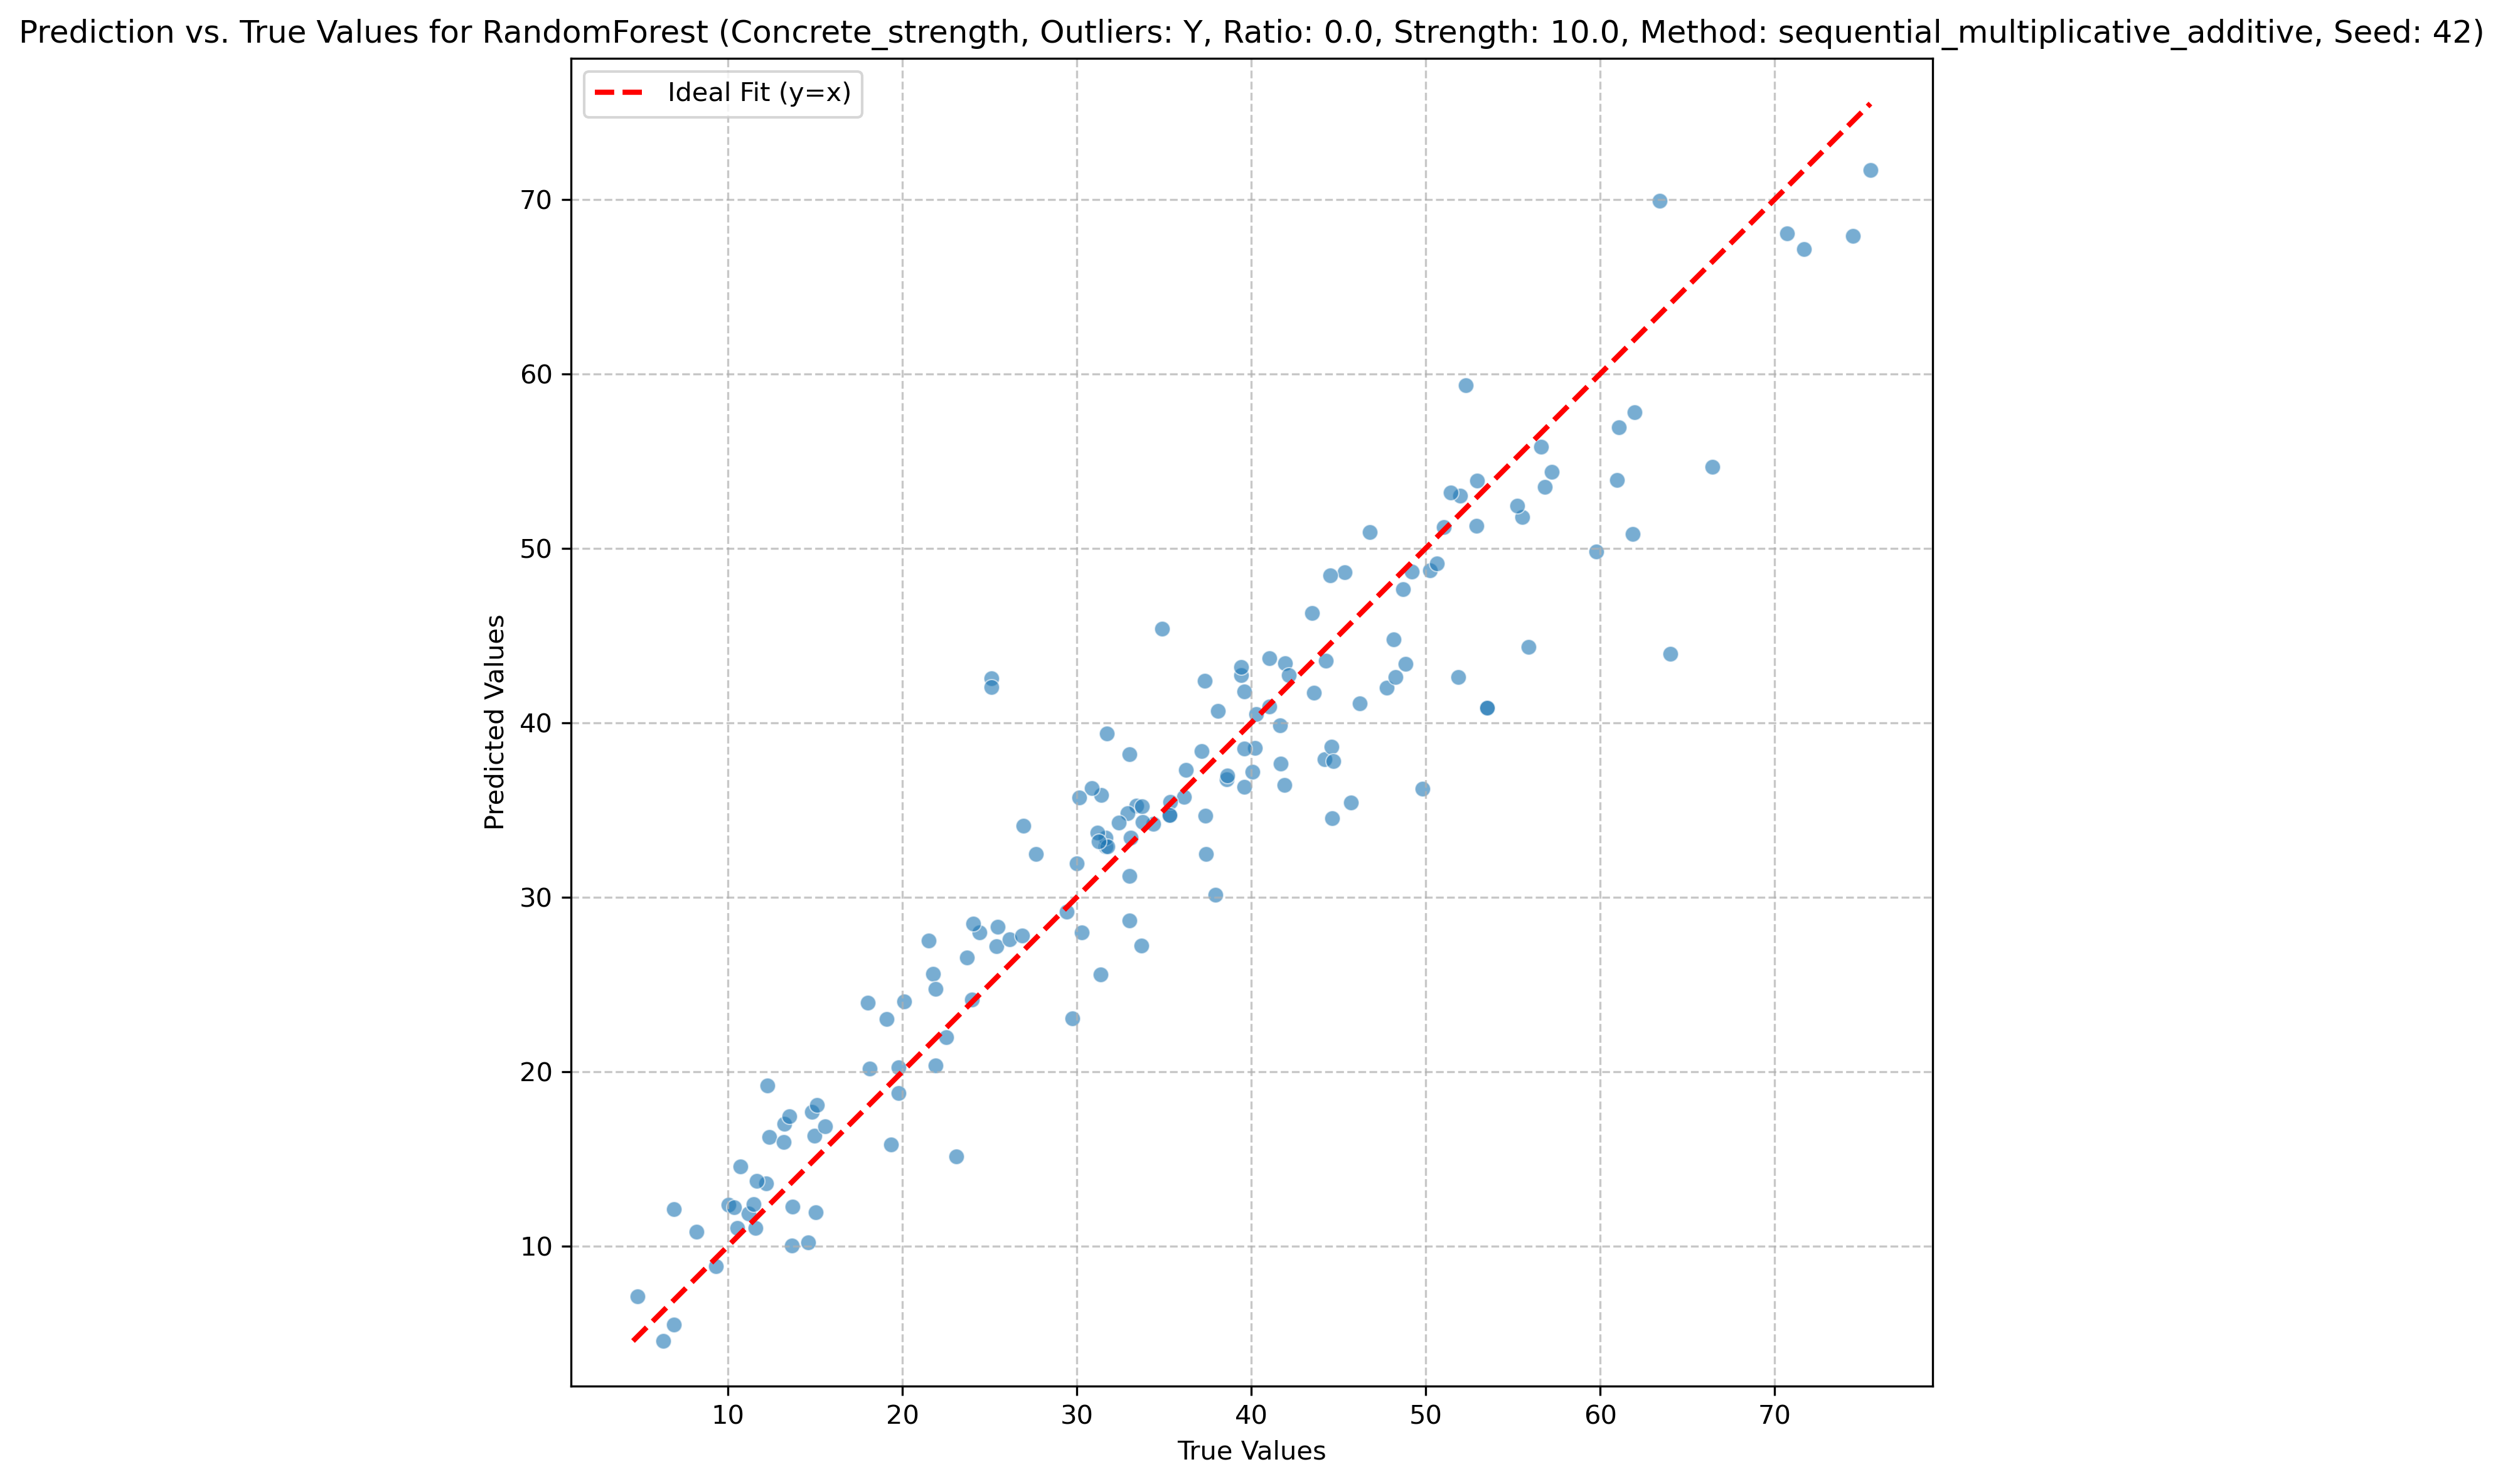 Prediction vs. True Values for RandomForest (Concrete_strength, Outliers: Y, Ratio: 0.0, Strength: 10.0, Method: sequential_multiplicative_additive, Seed: 42)
Ideal Fit (y=x)
Predicted Values
70
60
50
40
30
20
10
10 20 30 40 50 60 70
True Values